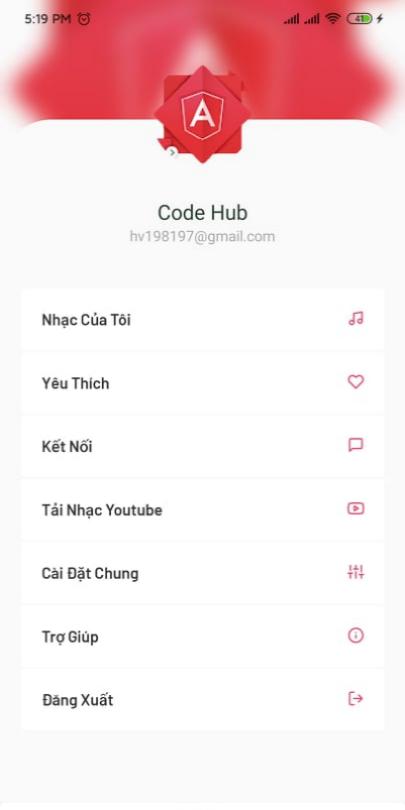 5:19 PM
41
Code Hub
hv198197@gmail.com
Nhạc Của Tôi
Yêu Thích
Kết Nối
Tải Nhạc Youtube
Cài Đặt Chung
Trợ Giúp
Đăng Xuất